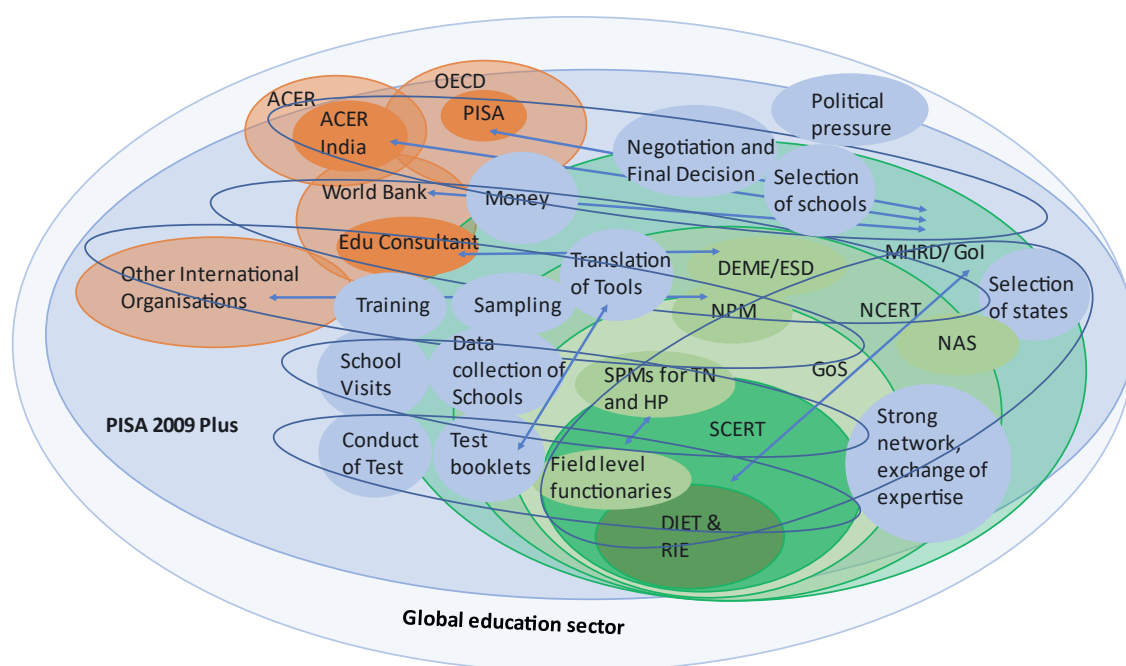 OECD
ACER
PISA
ACER
India
Political
pressure
Negotiation and
Final Decision
World Bank
Money
Selection
of schools
Edu Consultant
MHRD/GoI
Other International
Organisations
Translation
of Tools
DEME/ESD
Training
Sampling
NPM
NCERT
Selection
of states
NAS
School
Visits
Data
collection of
Schools
SPMs for TN
and HP
GoS
PISA 2009 Plus
SCERT
Strong
network,
exchange of
expertise
Conduct
of Test
Test
booklets
Field level
functionaries
DIET &
RIE
Global education sector